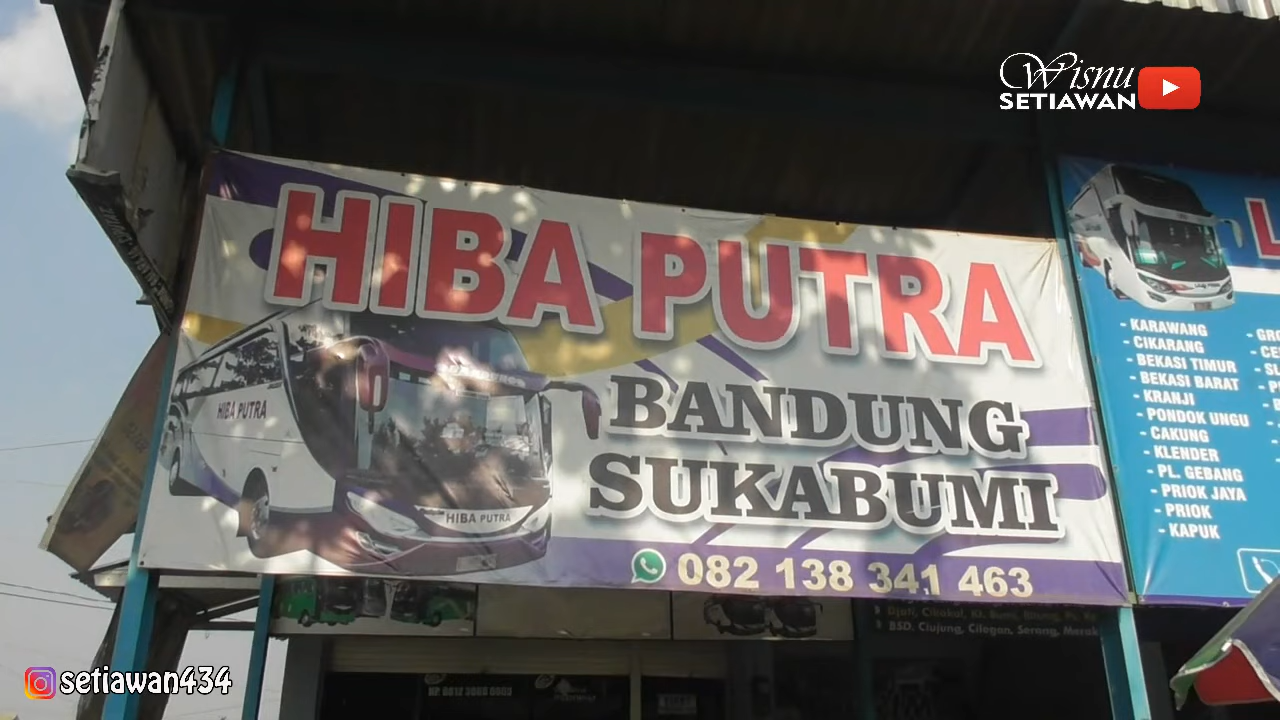 Wisnu
SETIAWAN
HIBA PUTRA
BANDUNG
SUKABUMI
HIBA PUTRA
HIBA PUTRA
082 138 341 463
- KARAWANG
- CIKARANG
- BEKASI TIMUR
- BEKASI BARAT
- KRANJI
- PONDOK UNGU
- CAKUNG
- KLENDER
- PL. GEBANG
- PRIOK JAYA
- PRIOK
- KAPUK
BSD. Ciujung, Cilegon, Serang, Merak
setiawan434